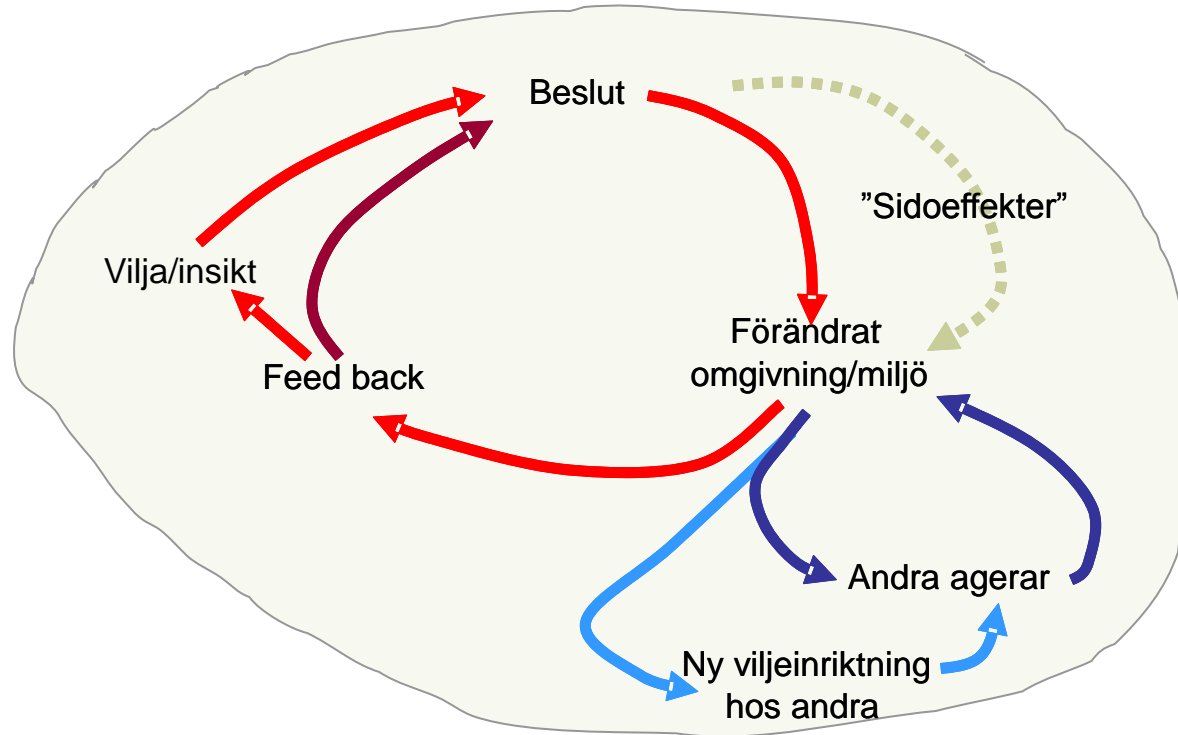 Beslut
”Sidoeffekter”
Vilja/insikt
Förändrat
omgivning/miljö
Feed back
Andra agerar
Ny viljeinriktning
hos andra